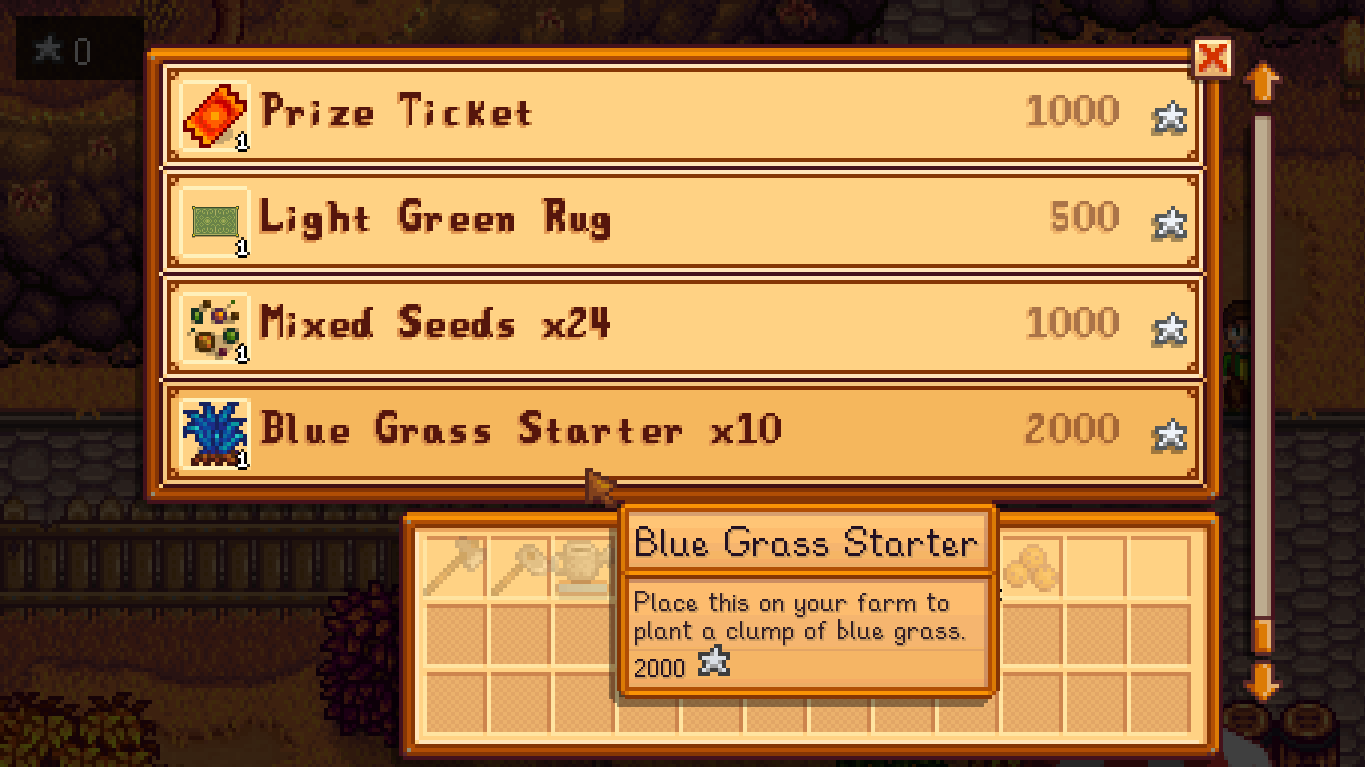 0
Prize Ticket 1000
1
Light Green Rug 500
1
Mixed Seeds x24 1000
1
Blue Grass Starter x10 2000
1
Blue Grass Starter
Place this on your farm to
plant a clump of blue grass.
2000